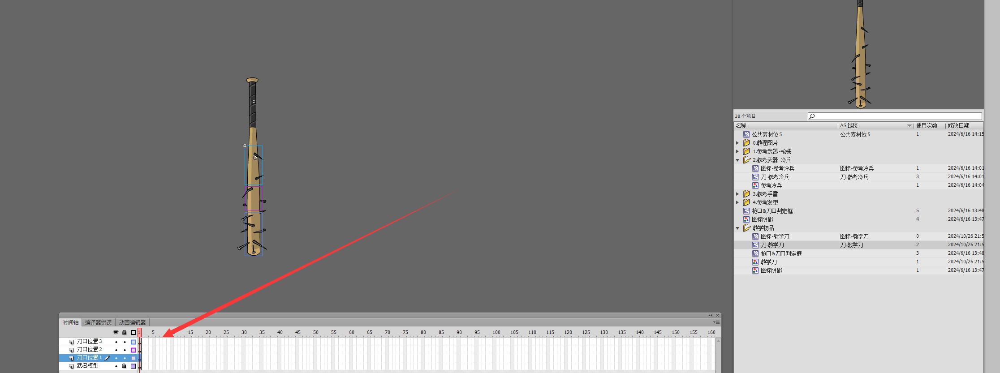 38 个项目
名称 AS 链接 使用次数 修改日期
公共素材位 5 公共素材位 5 1 2024/6/16 14:15
0.教程图片
1.参考武器 -枪械
2.参考武器 -冷兵
图标-参考冷兵 图标-参考冷兵 1 2024/6/16 14:01
刀-参考冷兵 刀-参考冷兵 3 2024/6/16 14:01
参考冷兵 1 2024/6/16 14:04
3.参考手雷
4.参考发型
枪口&刀口判定框 5 2024/6/16 13:48
图标阴影 4 2024/6/16 13:47
教学物品
图标-教学刀 图标-教学刀 0 2024/10/26 21:5
刀-教学刀 刀-教学刀 2 2024/10/26 21:5
枪口&刀口判定框 3 2024/6/16 13:48
教学刀 1 2024/10/26 21:5
图标阴影 1 2024/6/16 13:47
时间轴 编译器错误 动画编辑器
1 5 15 20 25 30 35 40 45 50 55 60 65 70 75 80 85 90 95 100 105 110 115 120 125 130 135 140 145 150 155 160
刀口位置 3
刀口位置 2
刀口位置 1
武器模型